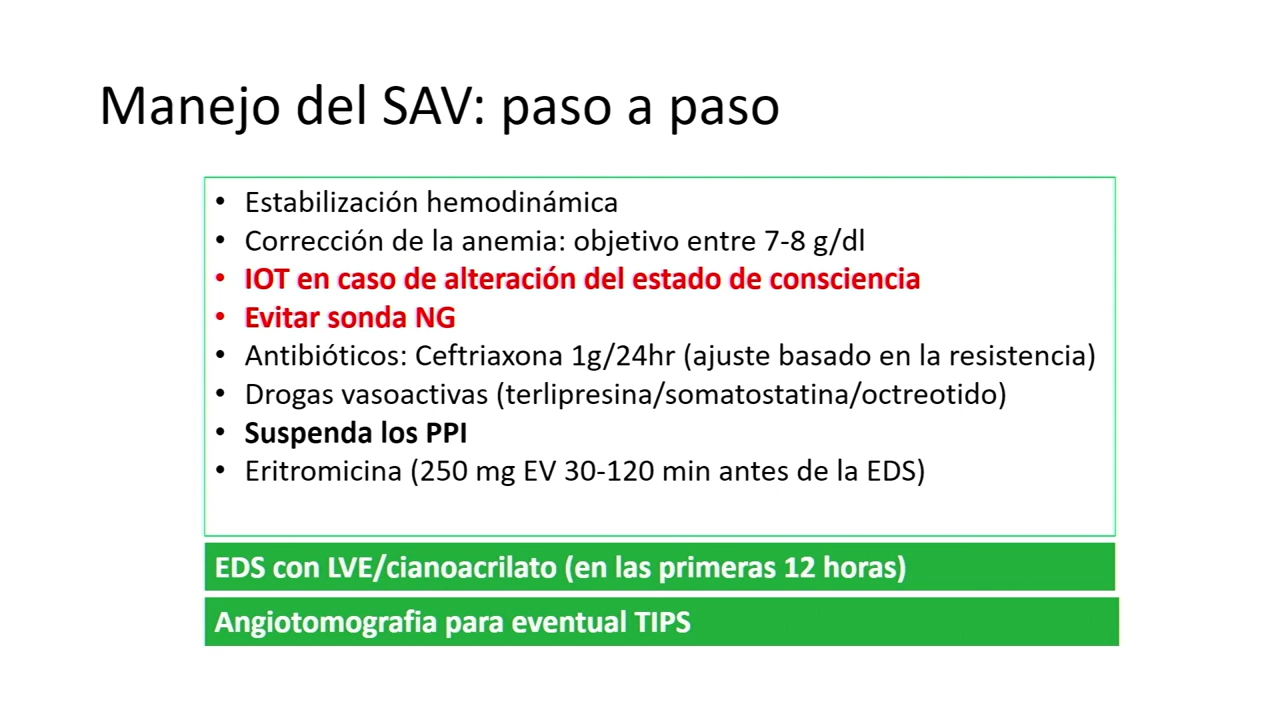 Manejo del SAV: paso a paso
• Estabilización hemodinámica
• Corrección de la anemia: objetivo entre 7-8 g/dl
• IOT en caso de alteración del estado de consciencia
• Evitar sonda NG
• Antibióticos: Ceftriaxona 1g/24hr (ajuste basado en la resistencia)
• Drogas vasoactivas (terlipresina/somatostatina/octreotido)
• Suspenda los PPI
• Eritromicina (250 mg EV 30-120 min antes de la EDS)
EDS con LVE/cianoacrilato (en las primeras 12 horas)
Angiotomografia para eventual TIPS